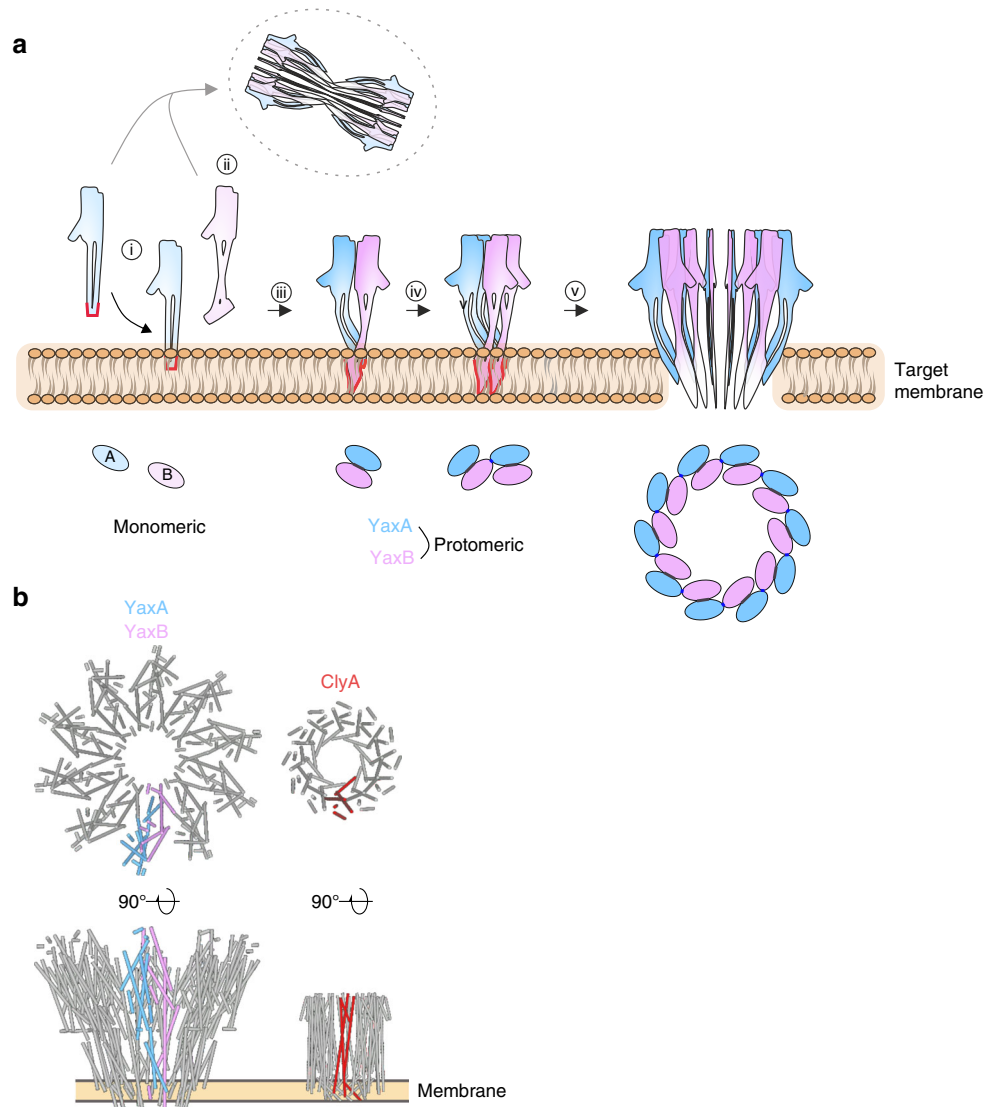 a
ii
i
iii
iv
v
Target
membrane
A
B
Monomeric
YaxA
YaxB
Protomeric
b
YaxA
YaxB
ClyA
90°
90°
Membrane